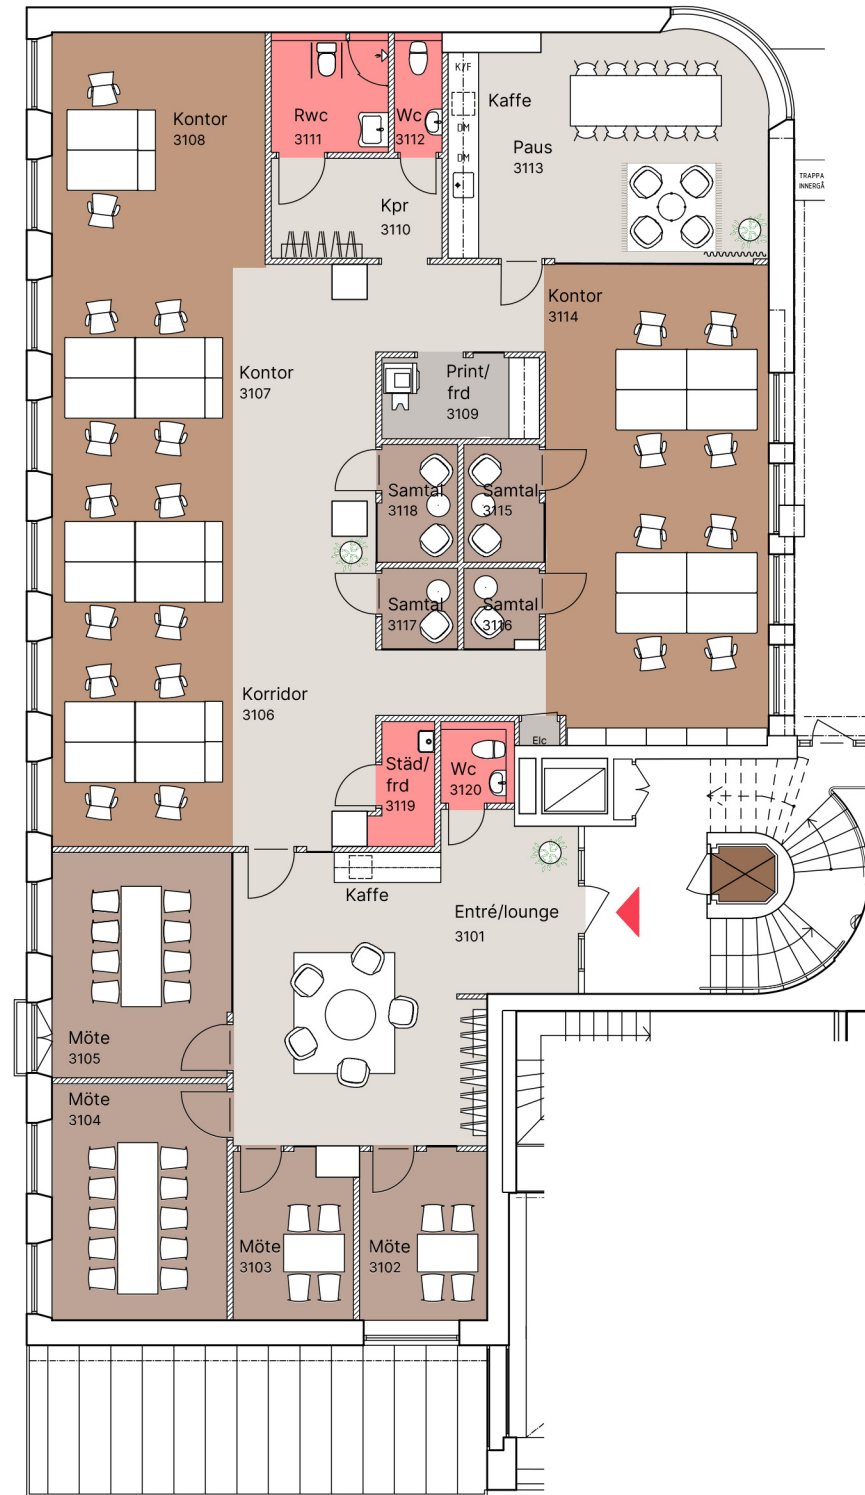 Kontor
3108
Rwc
3111
Wc
3112
K/F
DM
DM
Kaffe
Paus
3113
TRAPPA
INNERGÅ
Kpr
3110
Kontor
3114
Kontor
3107
Print/
frd
3109
Samtal
3118
Samtal
3115
Samtal
3117
Samtal
3116
Korridor
3106
Elc
Städ/
frd
3119
Wc
3120
Kaffe
Entré/lounge
3101
Möte
3105
Möte
3104
Möte
3103
Möte
3102